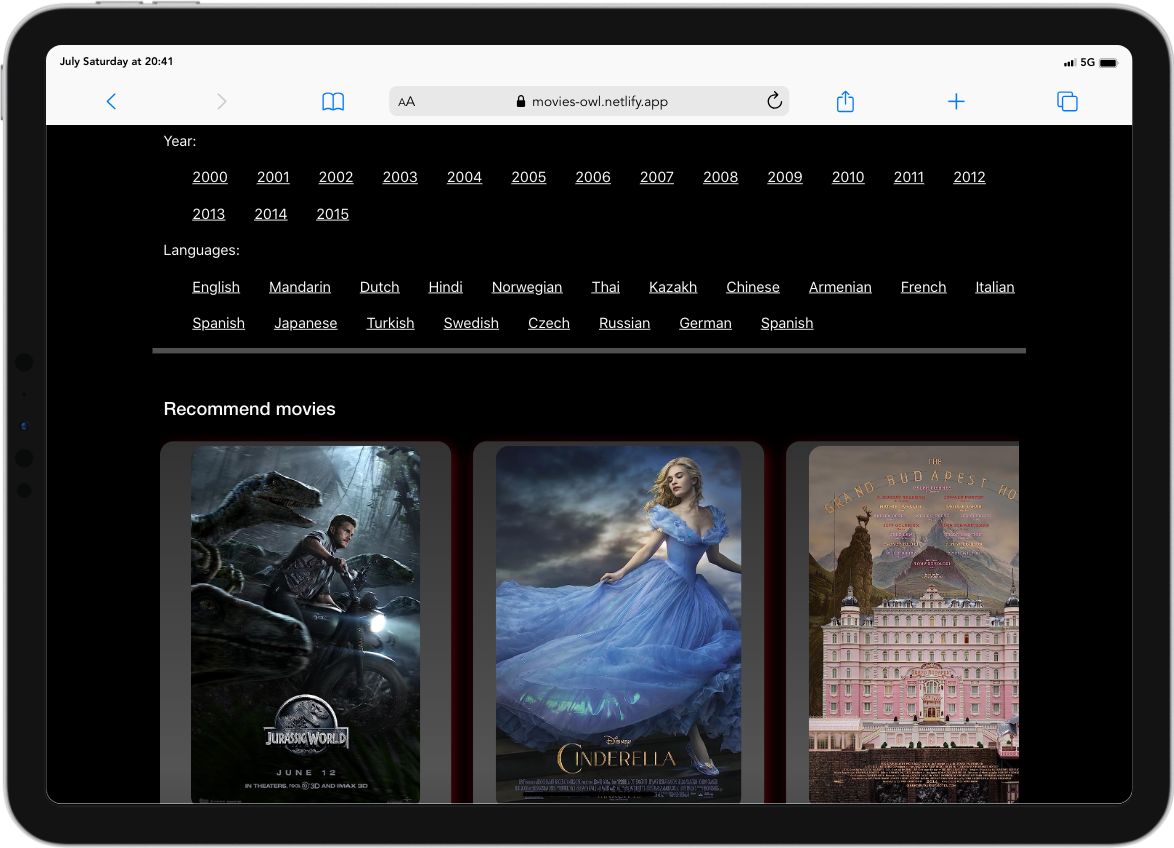 July Saturday at 20:41
5G
AA movies-owl.netlify.app
Year:
2000 2001 2002 2003 2004 2005 2006 2007 2008 2009 2010 2011 2012
2013 2014 2015
Languages:
English Mandarin Dutch Hindi Norwegian Thai Kazakh Chinese Armenian French Italian
Spanish Japanese Turkish Swedish Czech Russian German Spanish
Recommend movies
JURASSIC WORLD
JUNE 12
IN THEATERS, REAL D 3D AND IMAX 3D
Disney
CINDERELLA
THE
GRAND BUDAPEST HO